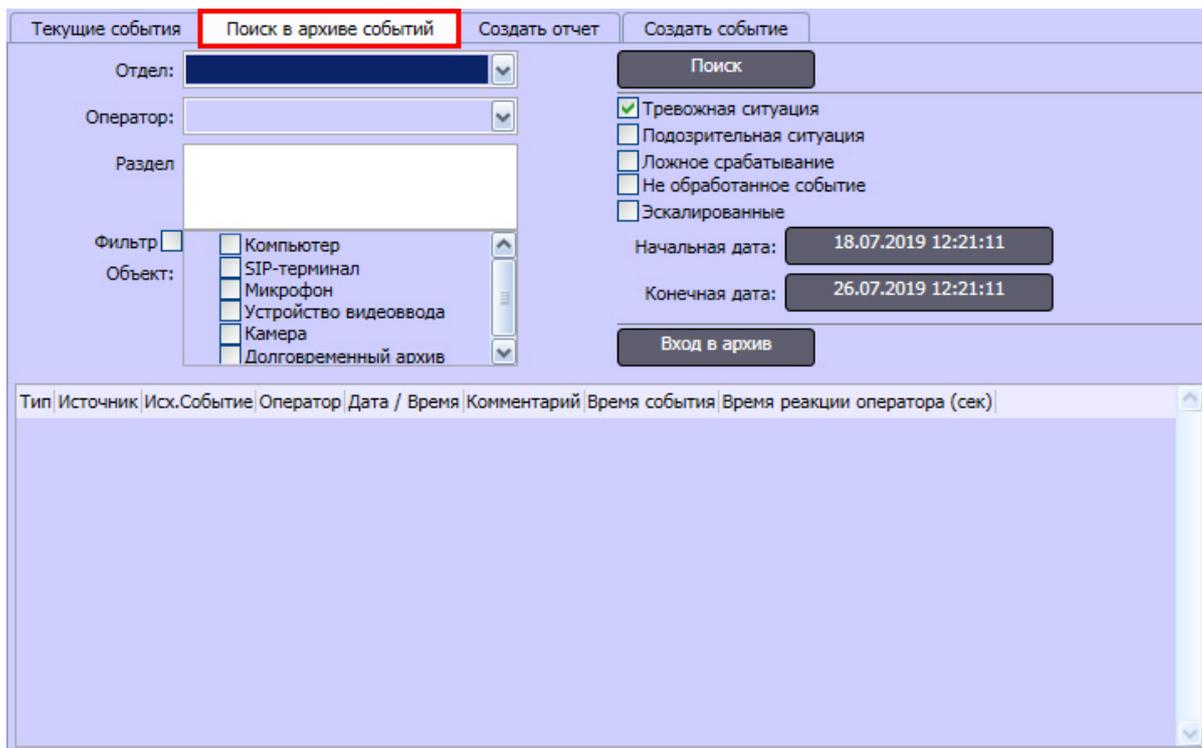 Текущие события
Поиск в архиве событий
Создать отчет
Создать событие
Отдел:
Оператор:
Раздел
Фильтр
Объект:
Компьютер
SIP-терминал
Микрофон
Устройство видеоввода
Камера
Долговременный архив
Поиск
Тревожная ситуация
Подозрительная ситуация
Ложное срабатывание
Не обработанное событие
Эскалированные
Начальная дата: 18.07.2019 12:21:11
Конечная дата: 26.07.2019 12:21:11
Вход в архив
Тип Источник Исх.Событие Оператор Дата / Время Комментарий Время события Время реакции оператора (сек)